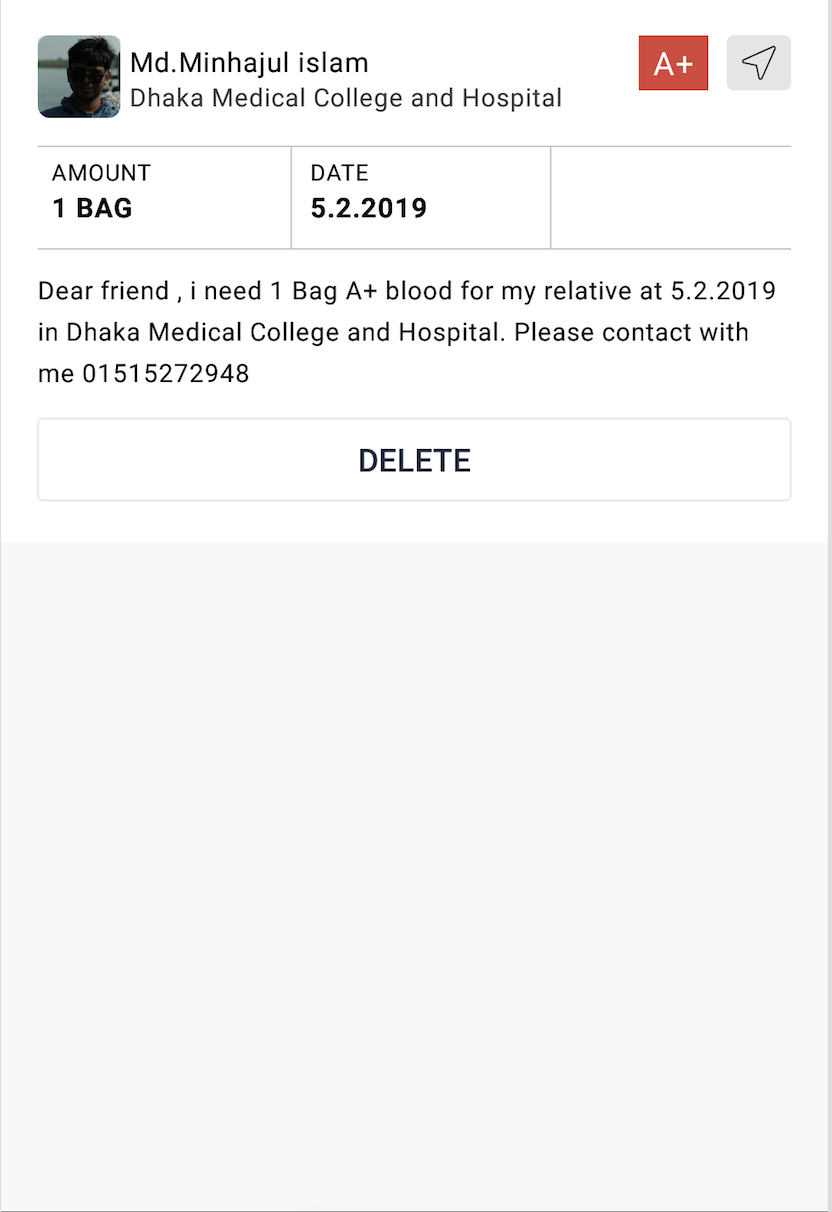 Md.Minhajul islam
A+
Dhaka Medical College and Hospital
AMOUNT
1 BAG
DATE
5.2.2019
Dear friend , i need 1 Bag A+ blood for my relative at 5.2.2019
in Dhaka Medical College and Hospital. Please contact with
me 01515272948
DELETE